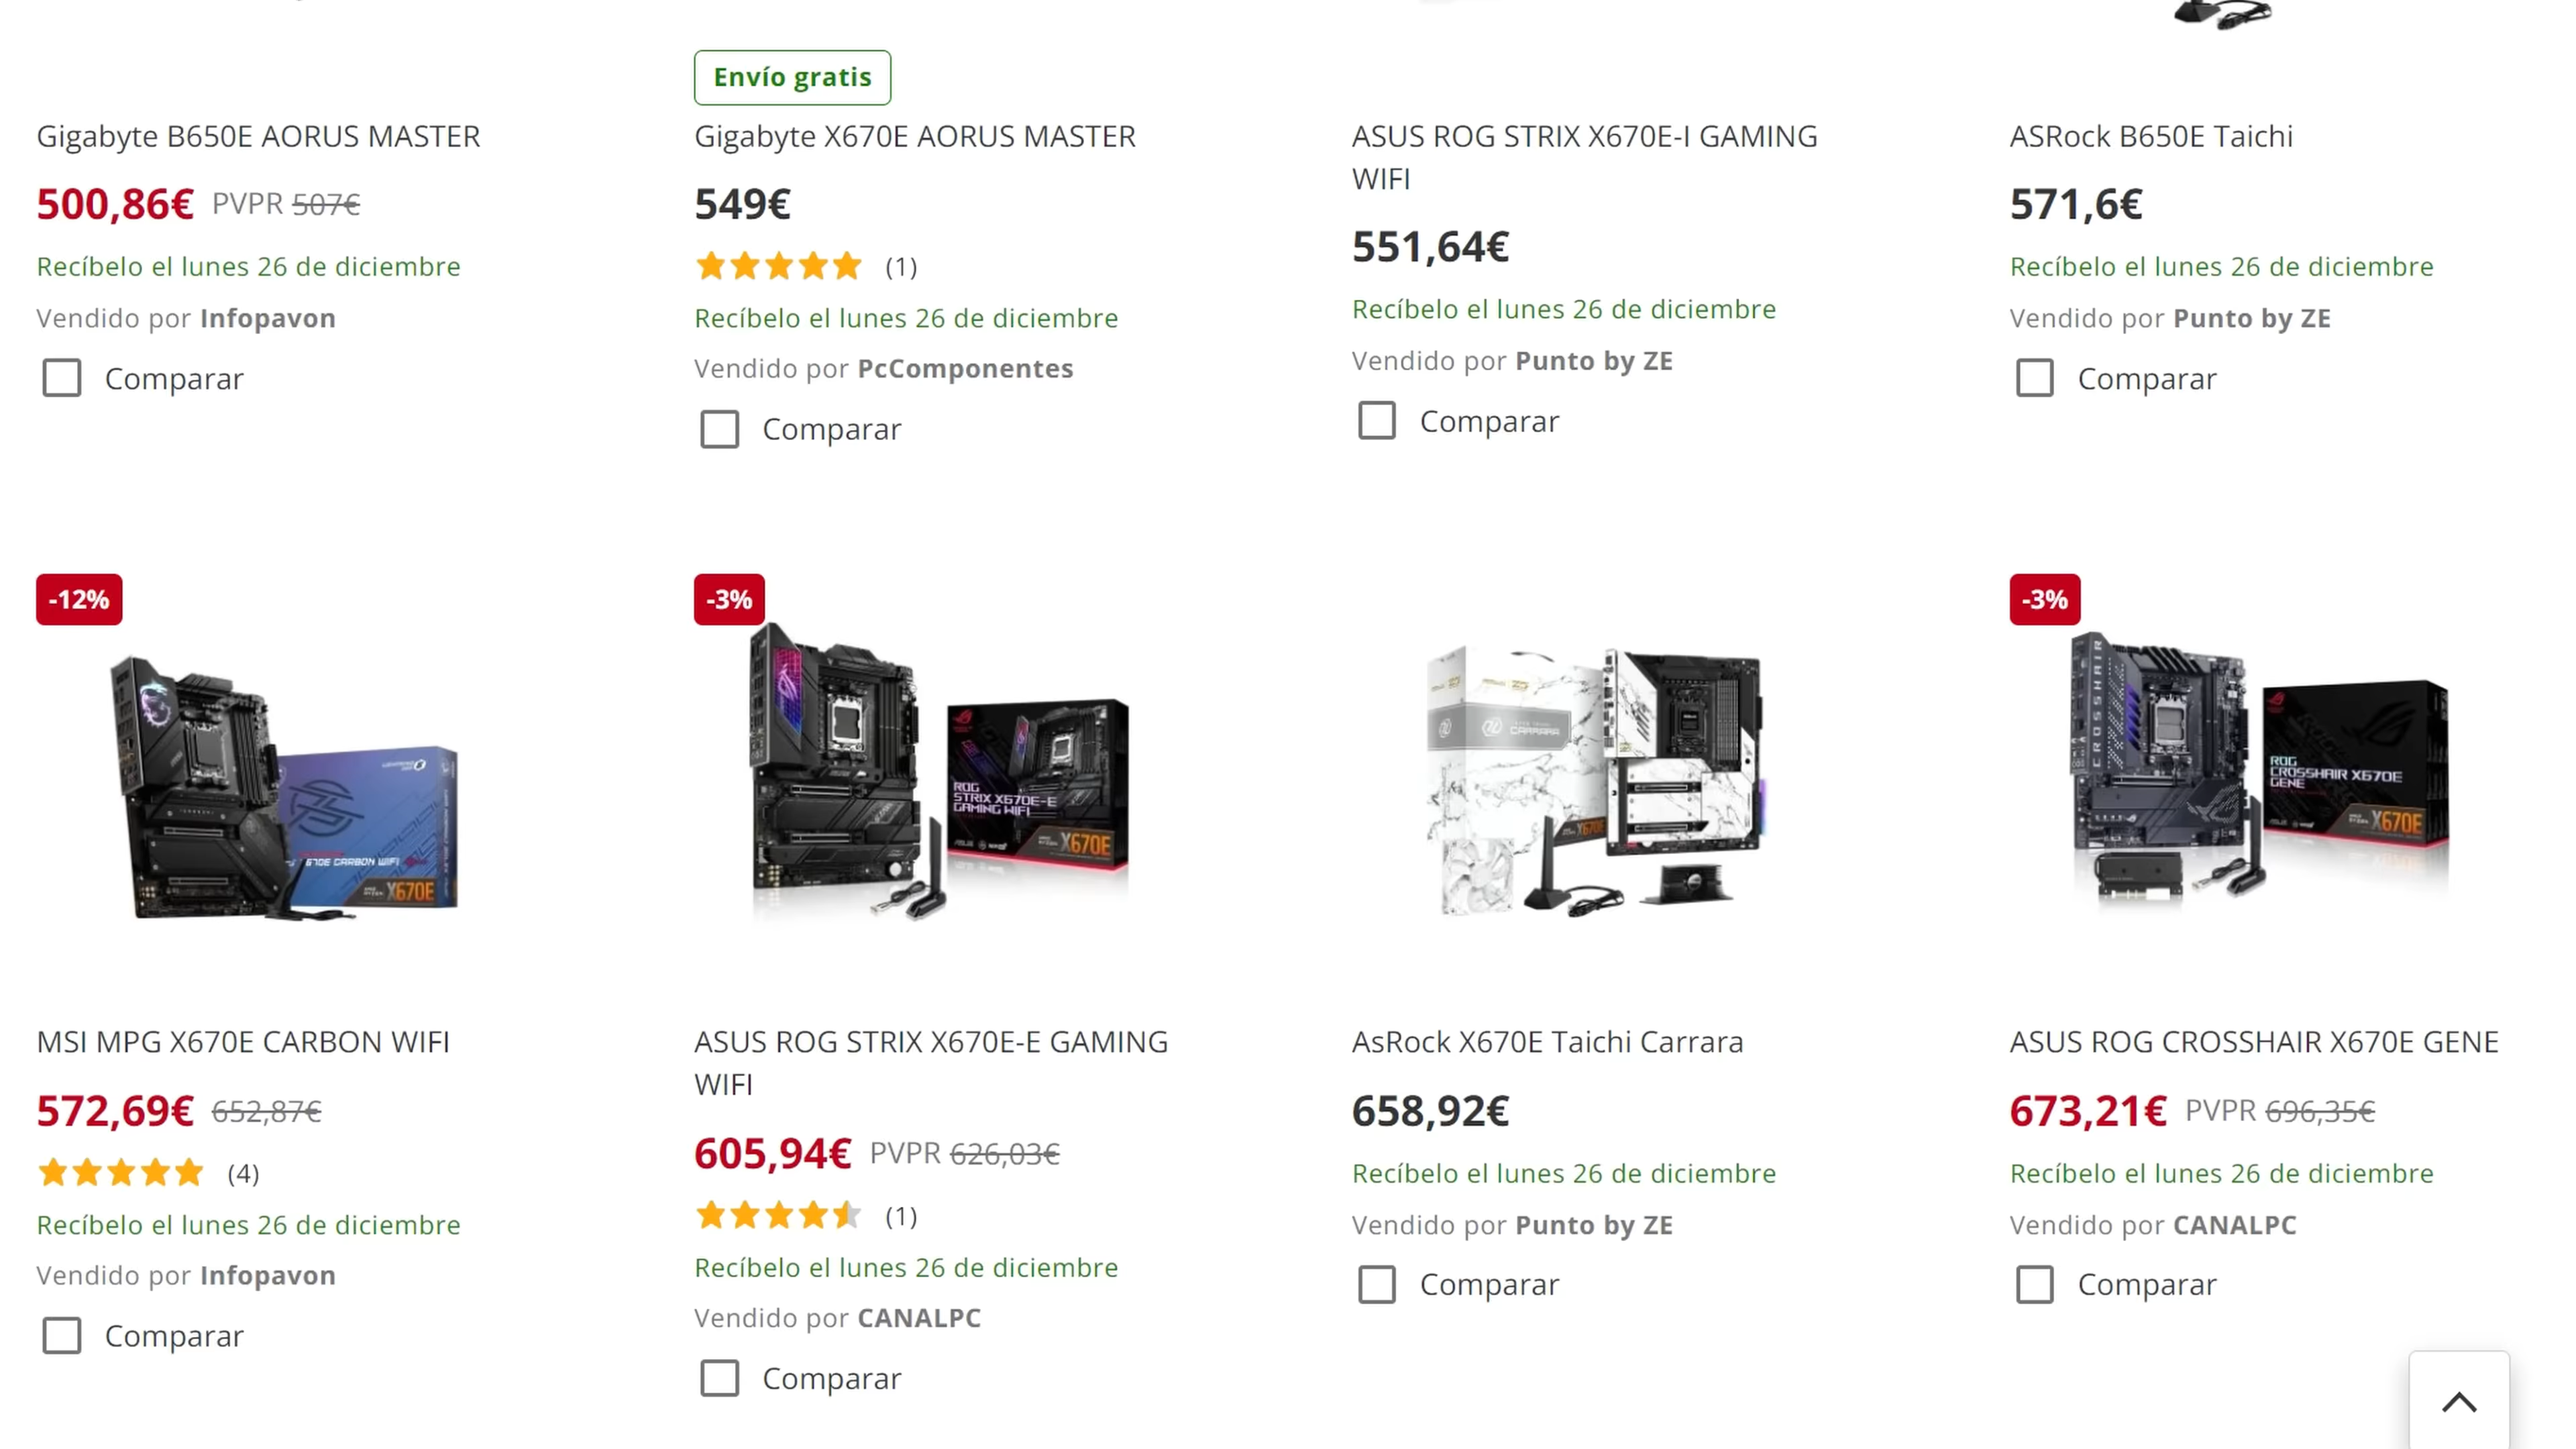 Envío gratis
Gigabyte B650E AORUS MASTER
500,86€ PVPR 507€
Recíbelo el lunes 26 de diciembre
Vendido por Infopavon
Comparar
Gigabyte X670E AORUS MASTER
549€
(1)
Recíbelo el lunes 26 de diciembre
Vendido por PcComponentes
Comparar
ASUS ROG STRIX X670E-I GAMING
WIFI
551,64€
Recíbelo el lunes 26 de diciembre
Vendido por Punto by ZE
Comparar
ASRock B650E Taichi
571,6€
Recíbelo el lunes 26 de diciembre
Vendido por Punto by ZE
Comparar
-12%
670E CARBON WIFI
X670E
MSI MPG X670E CARBON WIFI
572,69€ 652,87€
(4)
Recíbelo el lunes 26 de diciembre
Vendido por Infopavon
Comparar
-3%
ROG
STRIX X670E-E
GAMING WIFI
X670E
ASUS ROG STRIX X670E-E GAMING
WIFI
605,94€ PVPR 626,03€
(1)
Recíbelo el lunes 26 de diciembre
Vendido por CANALPC
Comparar
CARRARA
X670E
AsRock X670E Taichi Carrara
658,92€
Recíbelo el lunes 26 de diciembre
Vendido por Punto by ZE
Comparar
-3%
CROSSHAIR
ROG
CROSSHAIR X670E
GENE
X670E
ASUS ROG CROSSHAIR X670E GENE
673,21€ PVPR 696,35€
Recíbelo el lunes 26 de diciembre
Vendido por CANALPC
Comparar